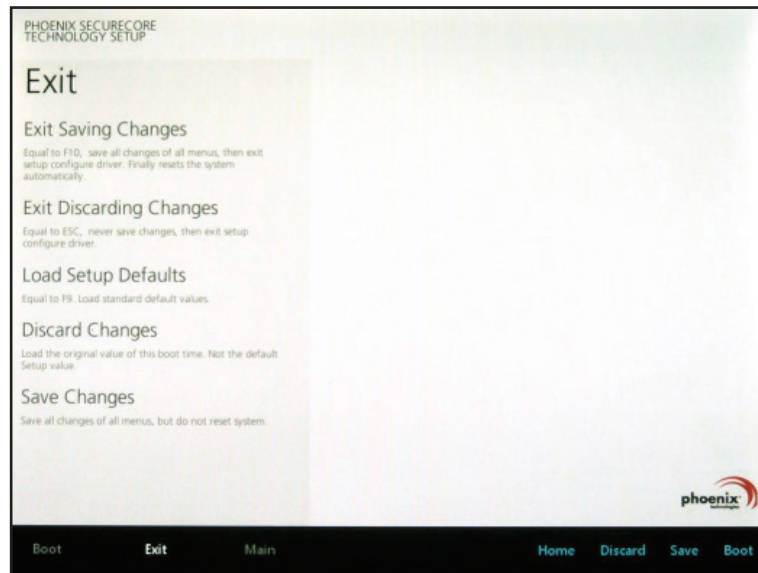 PHOENIX SECURECORE
TECHNOLOGY SETUP
Exit
Exit Saving Changes
Equal to F10, save all changes of all menus, then exit
setup configure driver. Finally resets the system
automatically.
Exit Discarding Changes
Equal to ESC, never save changes, then exit setup
configure driver.
Load Setup Defaults
Equal to F9. Load standard default values.
Discard Changes
Load the original value of this boot time. Not the default
Setup value.
Save Changes
Save all changes of all menus, but do not reset system.
phoenix
technologies
Boot Exit Main Home Discard Save Boot